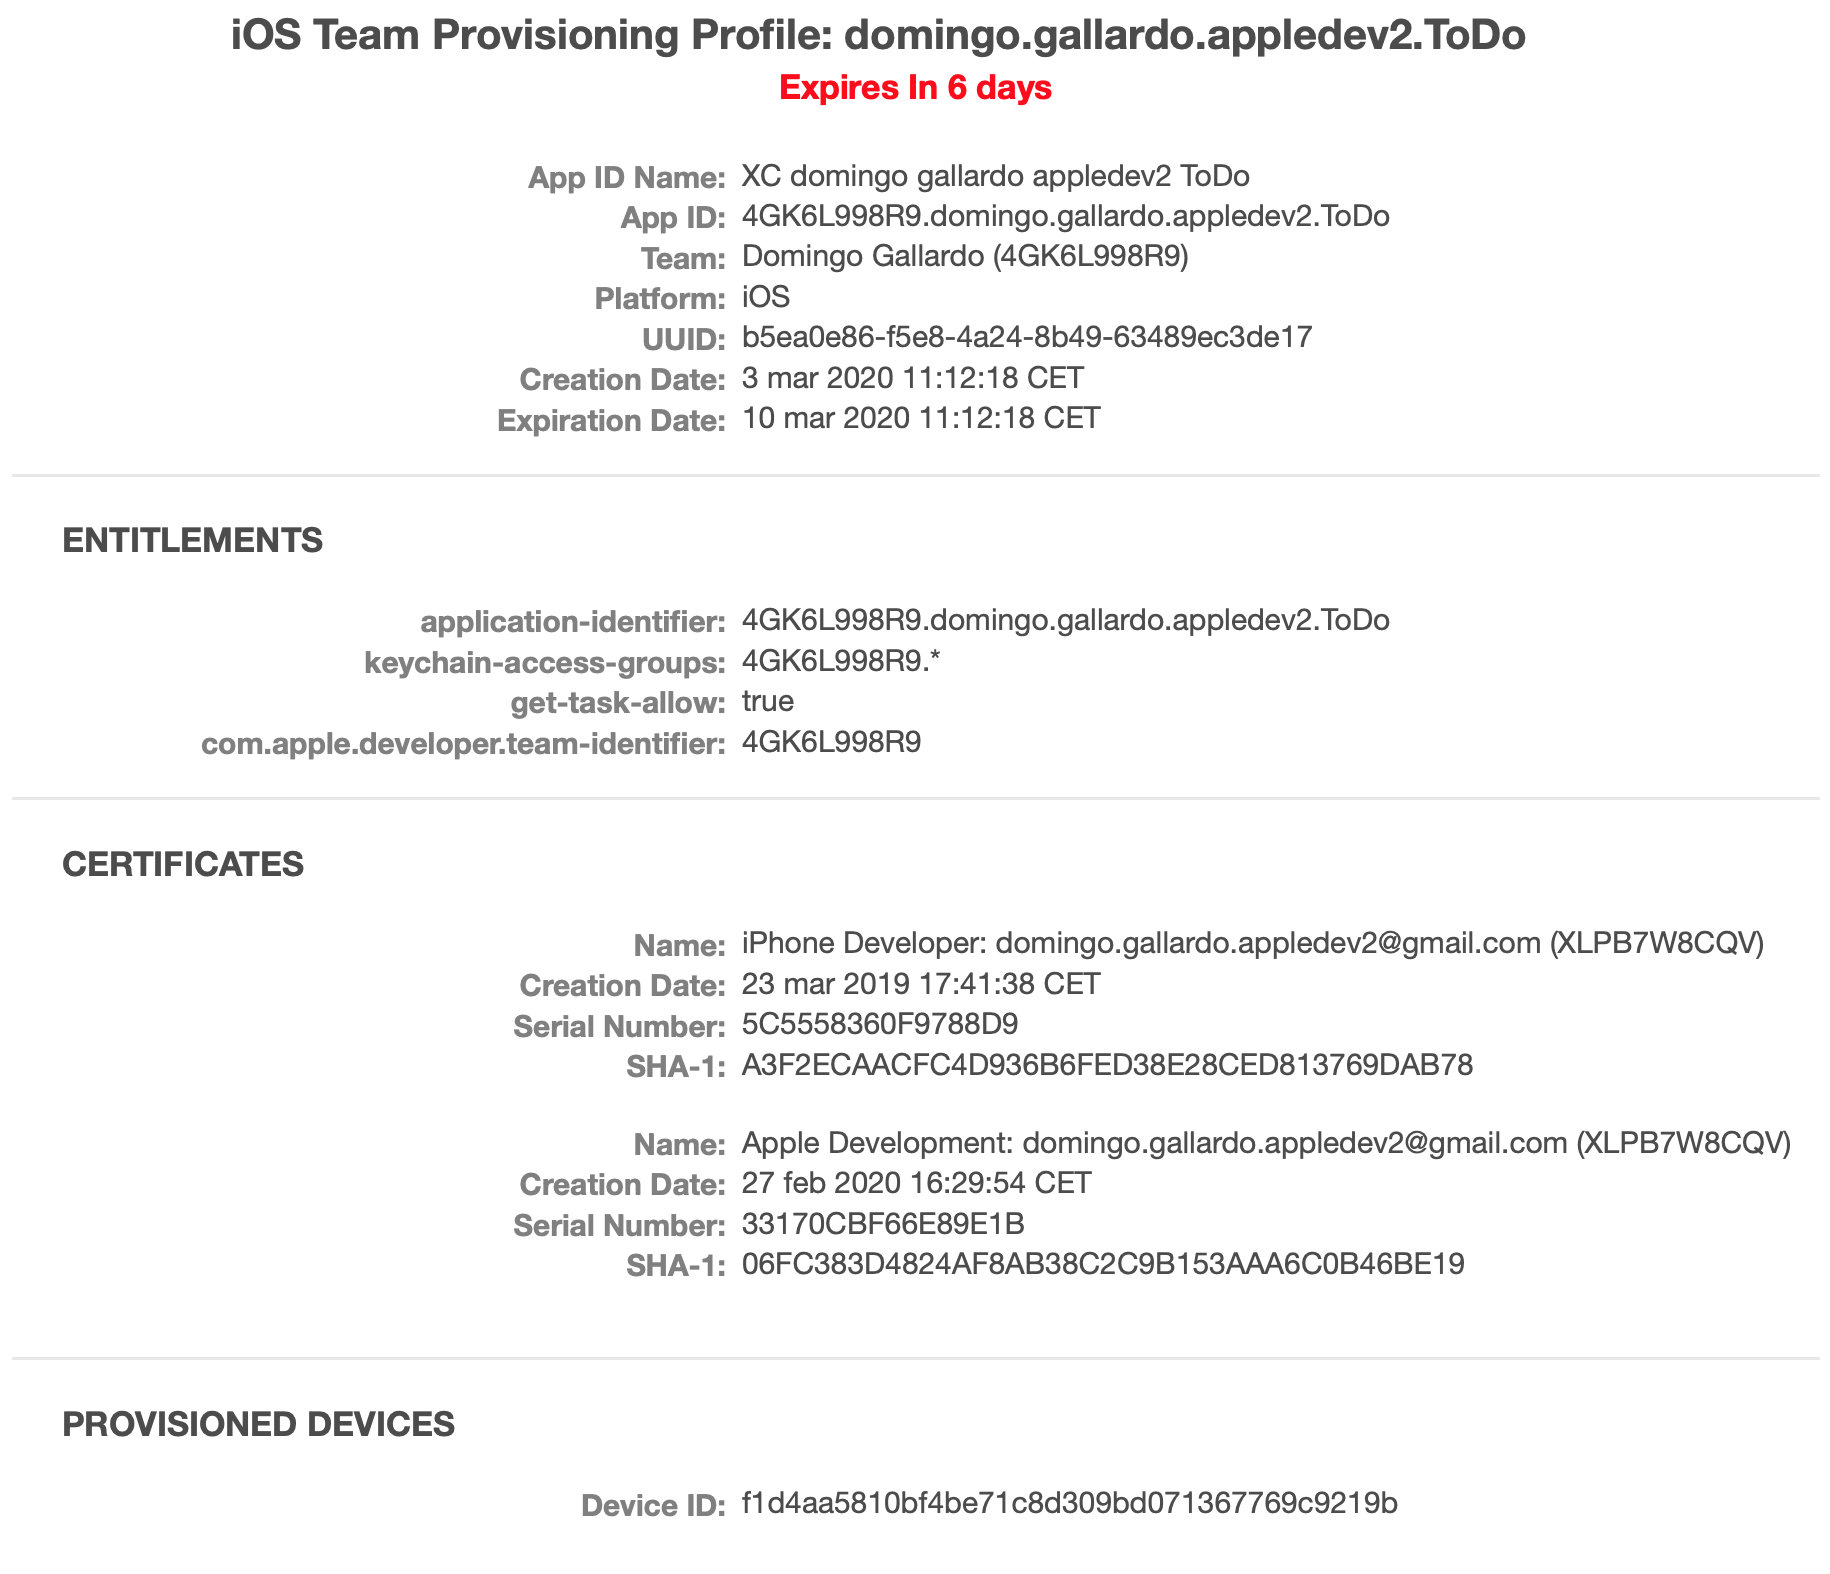 iOS Team Provisioning Profile: domingo.gallardo.appledev2.ToDo
Expires In 6 days
App ID Name: XC domingo gallardo appledev2 ToDo
App ID: 4GK6L998R9.domingo.gallardo.appledev2.ToDo
Team: Domingo Gallardo (4GK6L998R9)
Platform: iOS
UUID: b5ea0e86-f5e8-4a24-8b49-63489ec3de17
Creation Date: 3 mar 2020 11:12:18 CET
Expiration Date: 10 mar 2020 11:12:18 CET
ENTITLEMENTS
application-identifier: 4GK6L998R9.domingo.gallardo.appledev2.ToDo
keychain-access-groups: 4GK6L998R9.*
get-task-allow: true
com.apple.developer.team-identifier: 4GK6L998R9
CERTIFICATES
Name: iPhone Developer: domingo.gallardo.appledev2@gmail.com (XLPB7W8CQV)
Creation Date: 23 mar 2019 17:41:38 CET
Serial Number: 5C5558360F9788D9
SHA-1: A3F2ECAACFC4D936B6FED38E28CED813769DAB78
Name: Apple Development: domingo.gallardo.appledev2@gmail.com (XLPB7W8CQV)
Creation Date: 27 feb 2020 16:29:54 CET
Serial Number: 33170CBF66E89E1B
SHA-1: 06FC383D4824AF8AB38C2C9B153AAA6C0B46BE19
PROVISIONED DEVICES
Device ID: f1d4aa5810bf4be71c8d309bd071367769c9219b